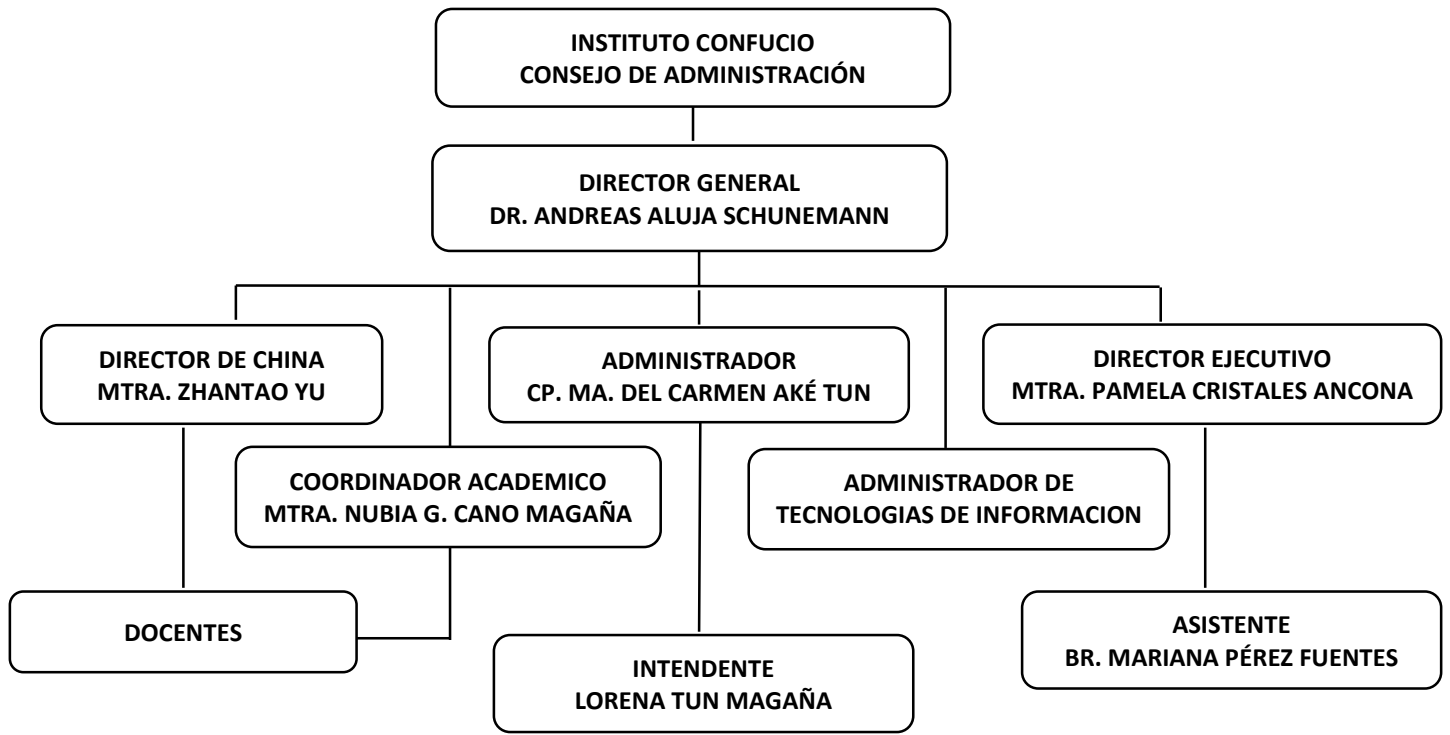 INSTITUTO CONFUCIO
CONSEJO DE ADMINISTRACIÓN
DIRECTOR GENERAL
DR. ANDREAS ALUJA SCHUNEMANN
DIRECTOR DE CHINA
MTRA. ZHANTAO YU
ADMINISTRADOR
CP. MA. DEL CARMEN AKÉ TUN
DIRECTOR EJECUTIVO
MTRA. PAMELA CRISTALES ANCONA
COORDINADOR ACADEMICO
MTRA. NUBIA G. CANO MAGAÑA
ADMINISTRADOR DE
TECNOLOGIAS DE INFORMACION
DOCENTES
INTENDENTE
LORENA TUN MAGAÑA
ASISTENTE
BR. MARIANA PÉREZ FUENTES